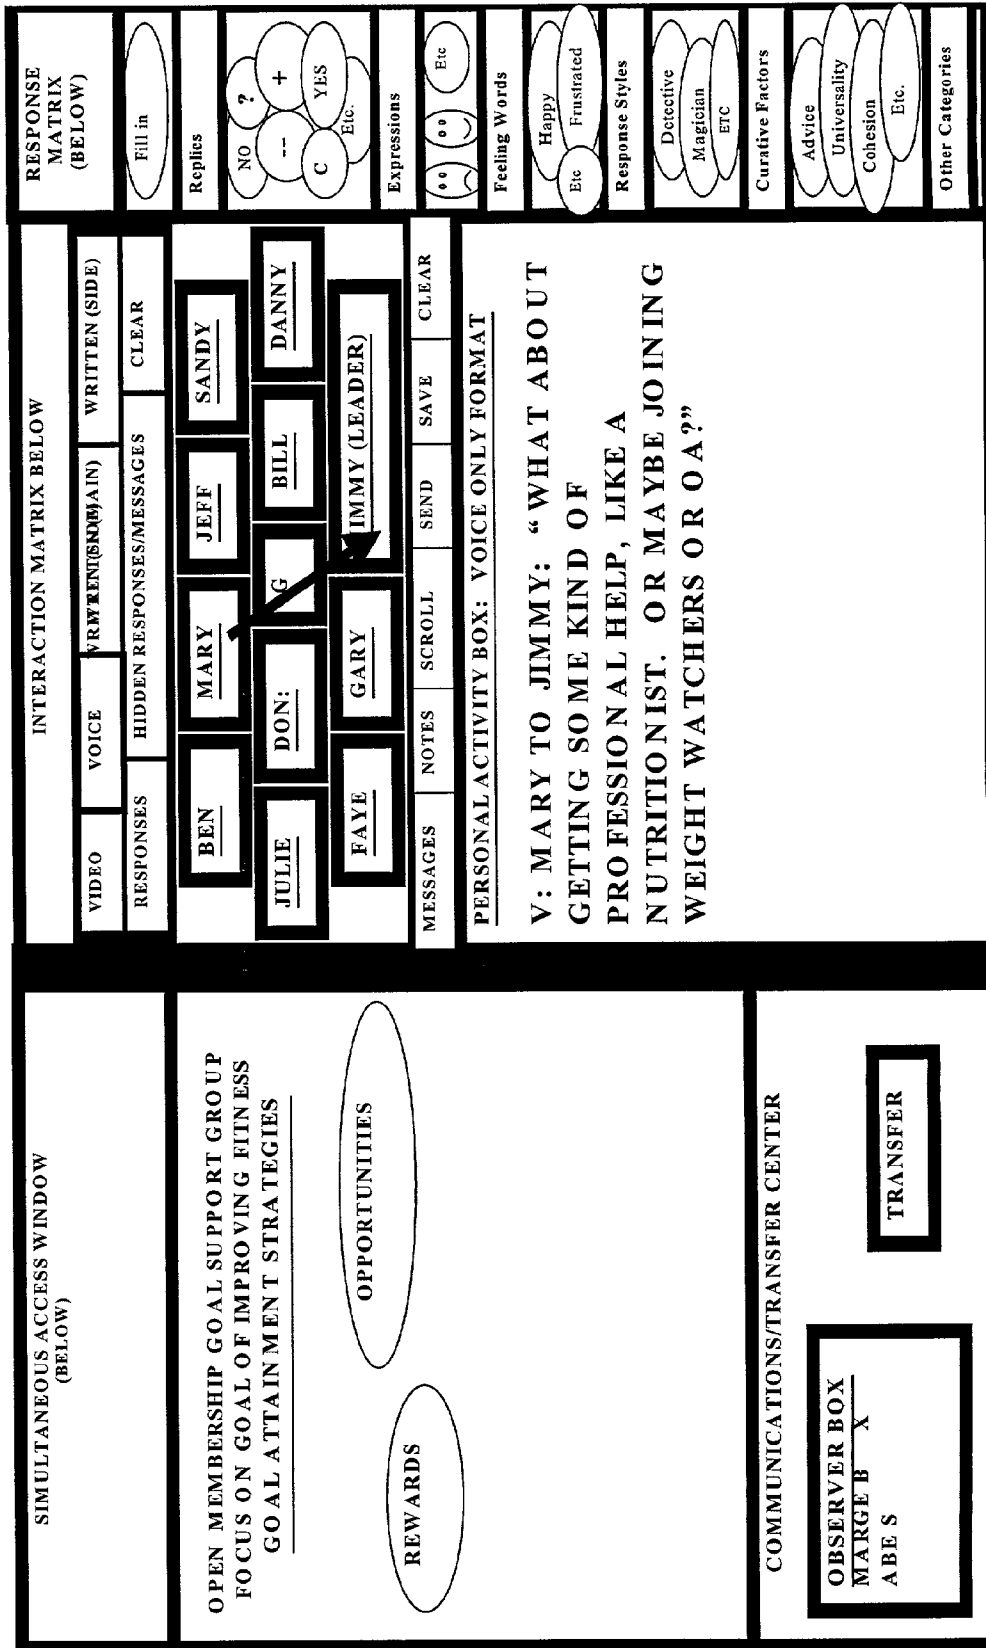 SIMULTANEOUS ACCESS WINDOW
(BELOW)
OPEN MEMBERSHIP GOAL SUPPORT GROUP
FOCUS ON GOAL OF IMPROVING FITNESS
GOAL ATTAINMENT STRATEGIES
REWARDS
OPPORTUNITIES
COMMUNICATIONS/TRANSFER CENTER
OBSERVER BOX
MARGE B X
ABE S
TRANSFER
INTERACTION MATRIX BELOW
VIDEO
VOICE
WRITTEN (SIDE)
RESPONSES
HIDDEN RESPONSES/MESSAGES
CLEAR
BEN
MARY
JEFF
SANDY
JULIE
DON:
G
BILL
DANNY
FAYE
GARY
IMMY (LEADER)
MESSAGES
NOTES
SCROLL
SEND
SAVE
CLEAR
PERSONAL ACTIVITY BOX: VOICE ONLY FORMAT
V: MARY TO JIMMY: “WHAT ABOUT
GETTING SOME KIND OF
PROFESSIONAL HELP, LIKE A
NUTRITIONIST. OR MAYBE JOINING
WEIGHT WATCHERS OR OA?”
RESPONSE
MATRIX
(BELOW)
Fill in
Replies
NO
?
--
+
C
YES
Etc.
Expressions
Etc
Feeling Words
Happy
Etc
Frustrated
Response Styles
Detective
Magician
ETC
Curative Factors
Advice
Universality
Cohesion
Etc.
Other Categories